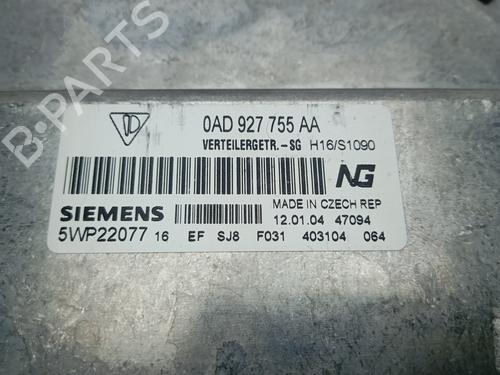 0AD 927 755 AA
VERTEILERGETR.-SG H16/S1090
NG
SIEMENS
MADE IN CZECH REP
12.01.04 47094
5WP22077 16 EF SJ8 F031 403104 064